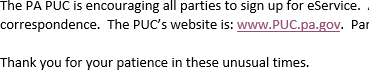 The PA PUC is encouraging all parties to sign up for eService.
correspondence.  The PUC's website is: www.PUC.pa.gov.  Par
Thank you for your patience in these unusual times.